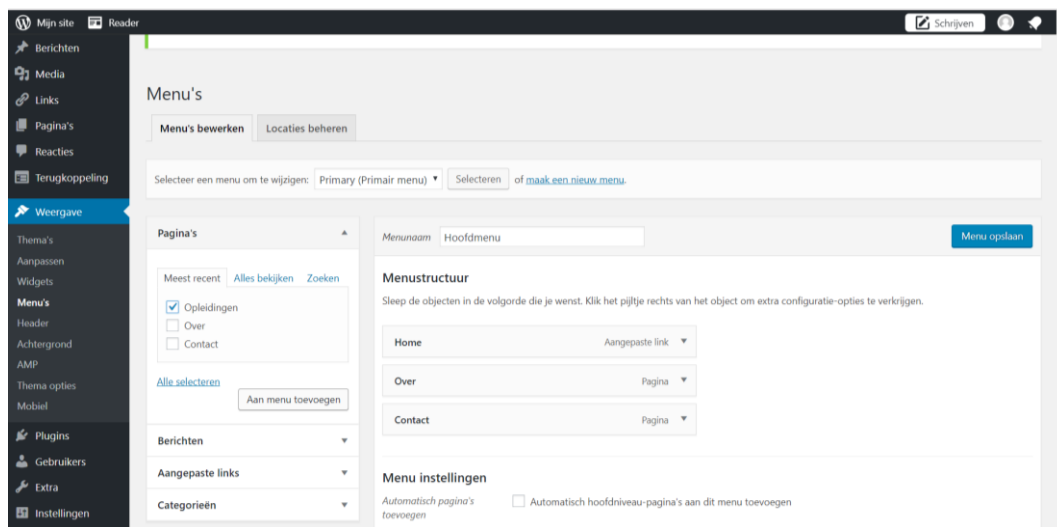 Mijn site Reader Schrijven
Berichten
Media
Links
Pagina's
Reacties
Terugkoppeling
Weergave
Thema's
Aanpassen
Widgets
Menu's
Header
Achtergrond
AMP
Thema opties
Mobiel
Plugins
Gebruikers
Extra
Instellingen
Menu's
Menu's bewerken Locaties beheren
Selecteer een menu om te wijzigen: Primary (Primair menu) Selecteren of maak een nieuw menu.
Pagina's
Meest recent Alles bekijken Zoeken
Opleidingen
Over
Contact
Alle selecteren
Aan menu toevoegen
Berichten
Aangepaste links
Categorieën
Menunaam Hoofdmenu Menu opslaan
Menustructuur
Sleep de objecten in de volgorde die je wenst. Klik het pijltje rechts van het object om extra configuratie-opties te verkrijgen.
Home Aangepaste link
Over Pagina
Contact Pagina
Menu instellingen
Automatisch pagina's toevoegen
Automatisch hoofdniveau-pagina's aan dit menu toevoegen